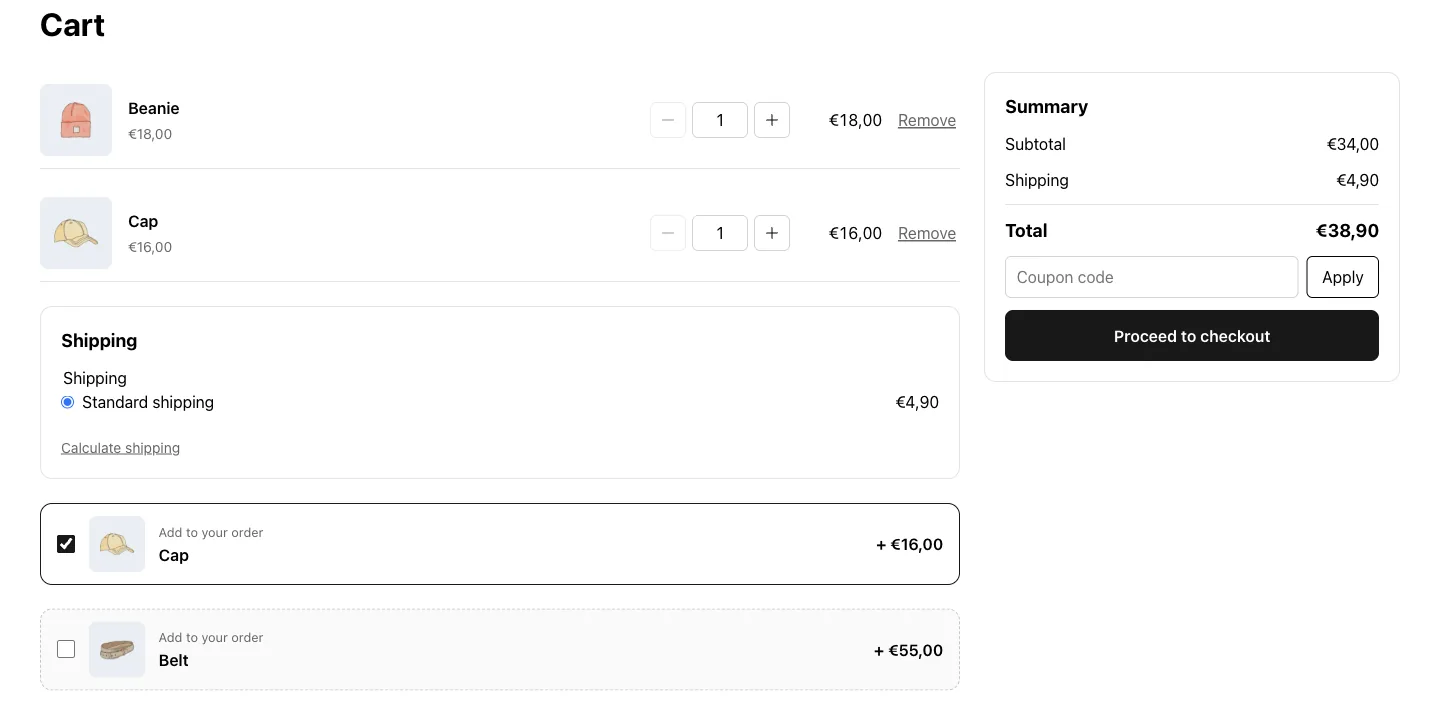 Cart
Beanie
€18,00
1
€18,00 Remove
Cap
€16,00
1
€16,00 Remove
Shipping
Shipping
Standard shipping €4,90
Calculate shipping
Add to your order
Cap
+ €16,00
Add to your order
Belt
+ €55,00
Summary
Subtotal €34,00
Shipping €4,90
Total €38,90
Coupon code Apply
Proceed to checkout